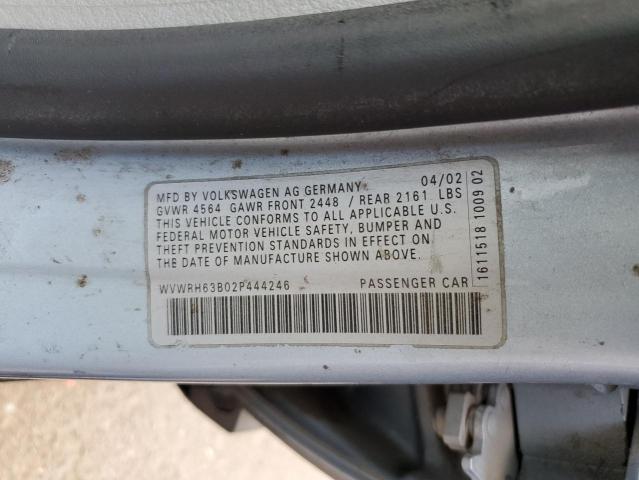 MFD BY VOLKSWAGEN AG GERMANY 04/02
GVWR 4564 GAWR FRONT 2448 / REAR 2161 LBS
THIS VEHICLE CONFORMS TO ALL APPLICABLE U.S.
FEDERAL MOTOR VEHICLE SAFETY, BUMPER AND
THEFT PREVENTION STANDARDS IN EFFECT ON
THE DATE OF MANUFACTURE SHOWN ABOVE.
WVWRH63B02P444246 PASSENGER CAR
1611518 1009 02